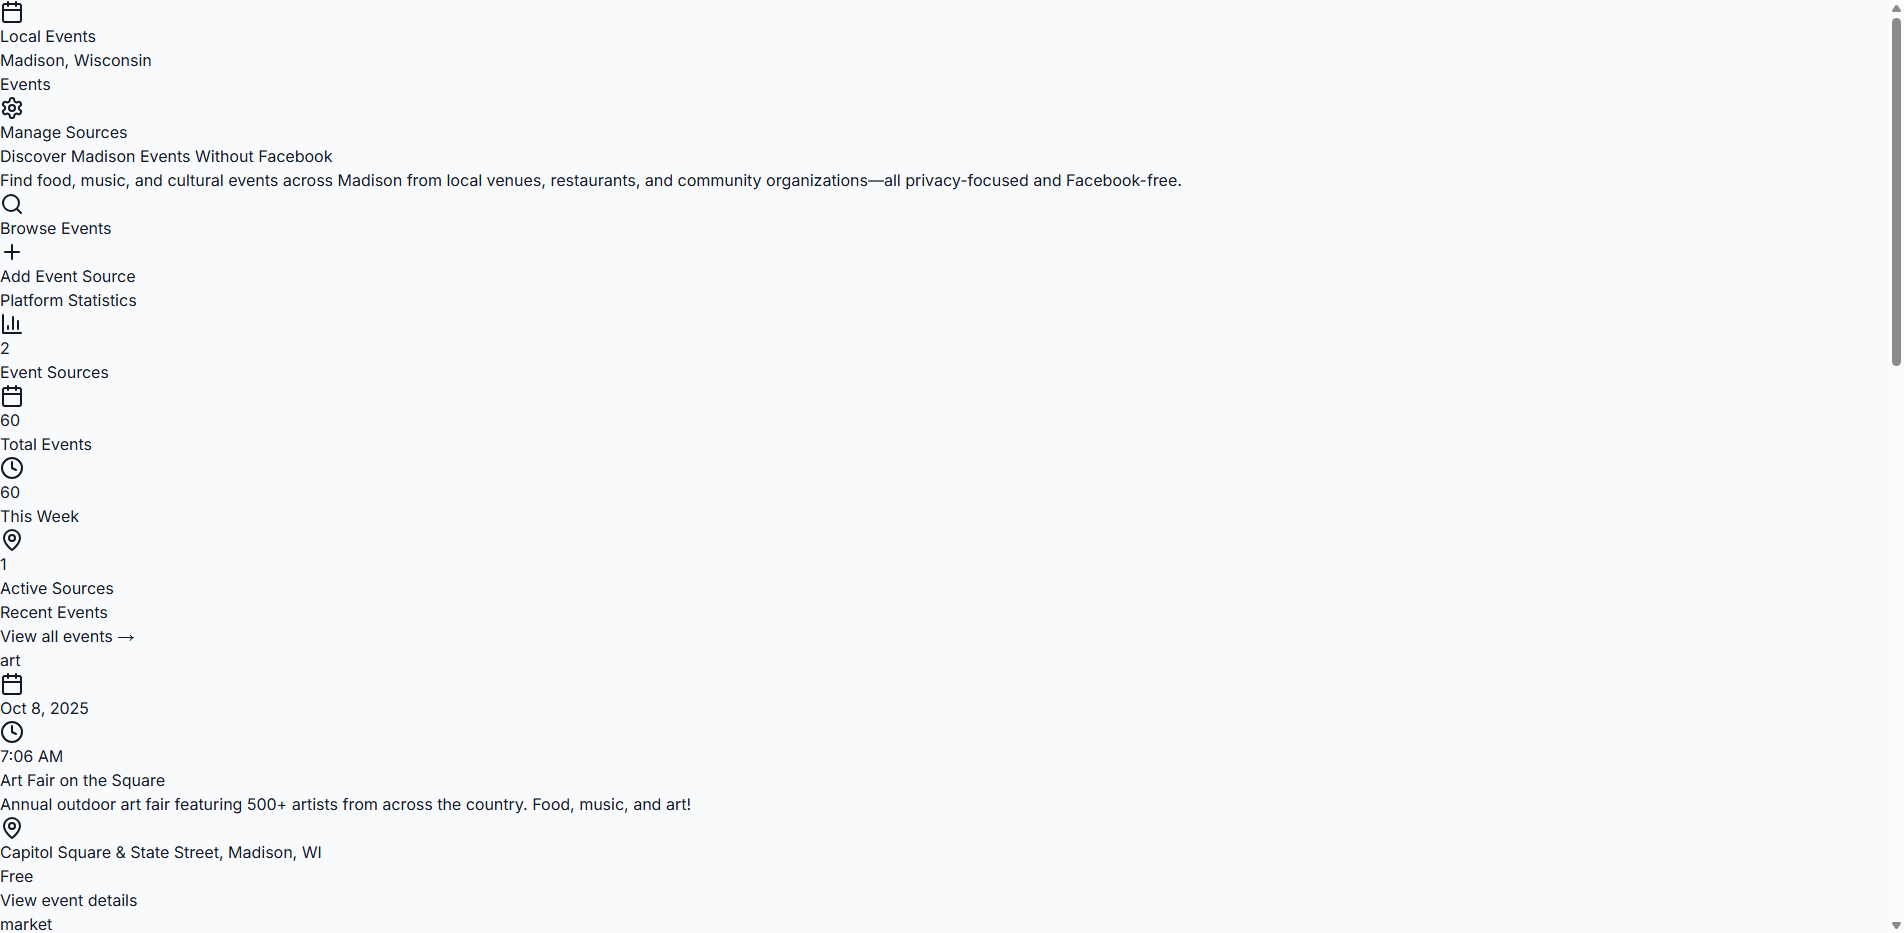 Local Events
Madison, Wisconsin
Events
Manage Sources
Discover Madison Events Without Facebook
Find food, music, and cultural events across Madison from local venues, restaurants, and community organizations—all privacy-focused and Facebook-free.
Browse Events
Add Event Source
Platform Statistics
2
Event Sources
60
Total Events
60
This Week
1
Active Sources
Recent Events
View all events →
art
Oct 8, 2025
7:06 AM
Art Fair on the Square
Annual outdoor art fair featuring 500+ artists from across the country. Food, music, and art!
Capitol Square & State Street, Madison, WI
Free
View event details
market